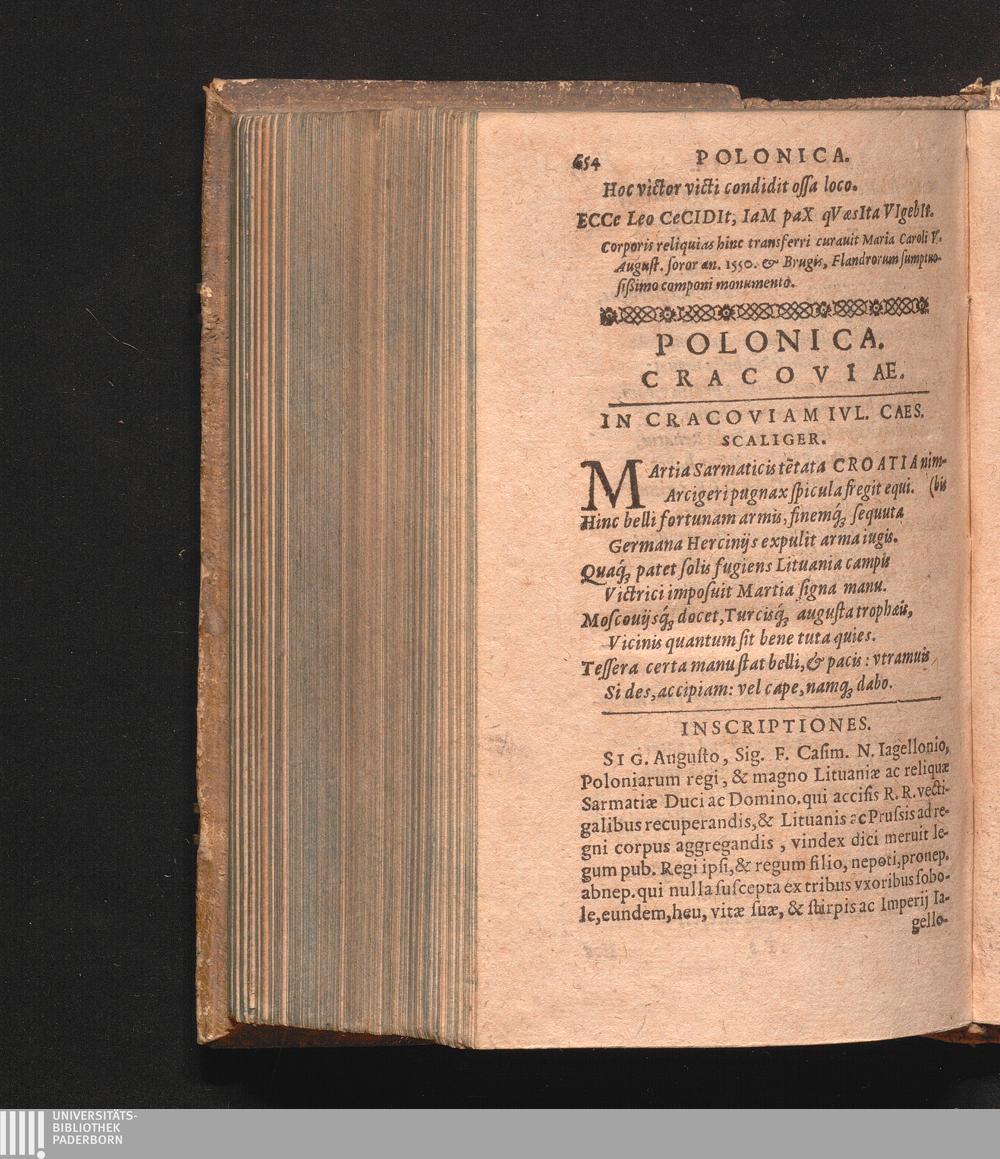 654 POLONICA.
Hoc victor victi condidit ossa loco.
ECCe Leo CeCIDIt, IaM paX qVæsIta VIgebIt.
Corporis reliquias hinc transferri curauit Maria Caroli V.
August. soror an. 1550. & Brugis, Flandrorum sumptuo-
sißimo componi monumento.
POLONICA.
CRACOVIAE.
IN CRACOVIAM IVL. CAES.
SCALIGER.
MArtia Sarmaticis tẽtata CROATIA nim-
Arcigeri pugnax spicula fregit equi. (bis
Hinc belli fortunam armis, finemq́ꝫ sequuta
Germana Hercinijs expulit arma iugis.
Quaq́ꝫ patet solis fugiens Lituania campis
Victrici imposuit Martia signa manu.
Moscouijsq́ꝫ docet, Turcisq́ꝫ augusta trophæis,
Vicinis quantum sit bene tuta quies.
Tessera certa manu stat belli, & pacis: vtramuis
Si des, accipiam: vel cape, namqꝫ dabo.
INSCRIPTIONES.
SIG. Augusto, Sig. F. Casim. N. Iagellonio,
Poloniarum regi, & magno Lituaniæ ac reliquæ
Sarmatiæ Duci ac Domino. qui accisis R. R. vecti-
galibus recuperandis, & Lituanis ac Prussis ad re-
gni corpus aggregandis, vindex dici meruit le-
gum pub. Regi ipsi, & regum filio, nepoti, pronep.
abnep. qui nulla suscepta ex tribus vxoribus sobo-
le, eundem, heu, vitæ suæ, & stirpis ac Imperij Ia-
gello-
UNIVERSITÄTS-
BIBLIOTHEK
PADERBORN